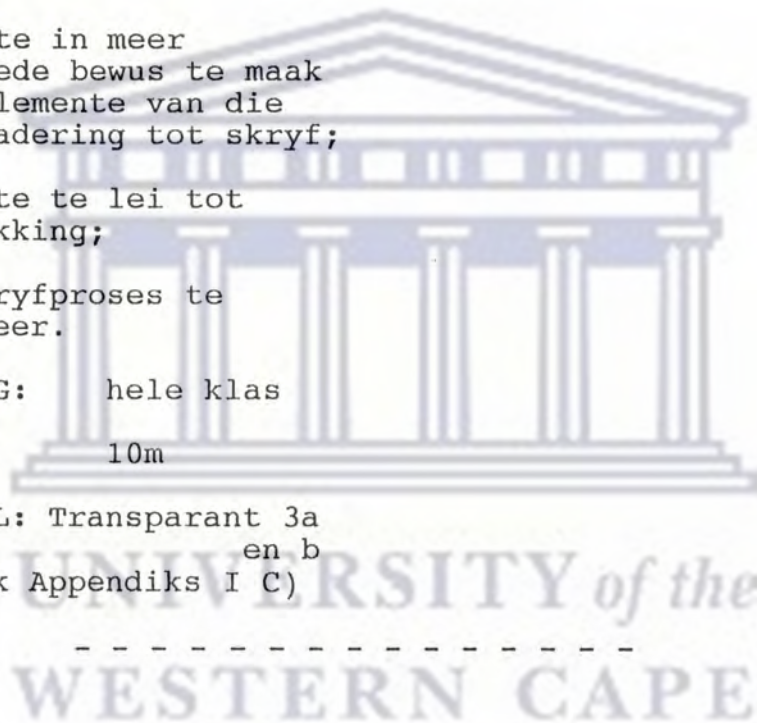 te in meer
ede bewus te maak
lemente van die
adering tot skryf;
te te lei tot
kking;
ryfproses te
eer.
G: hele klas
10m
L: Transparant 3a
en b
k Appendiks I C)
- - - - - - - - - - - - - - - -
UNIVERSITY of the
WESTERN CAPE